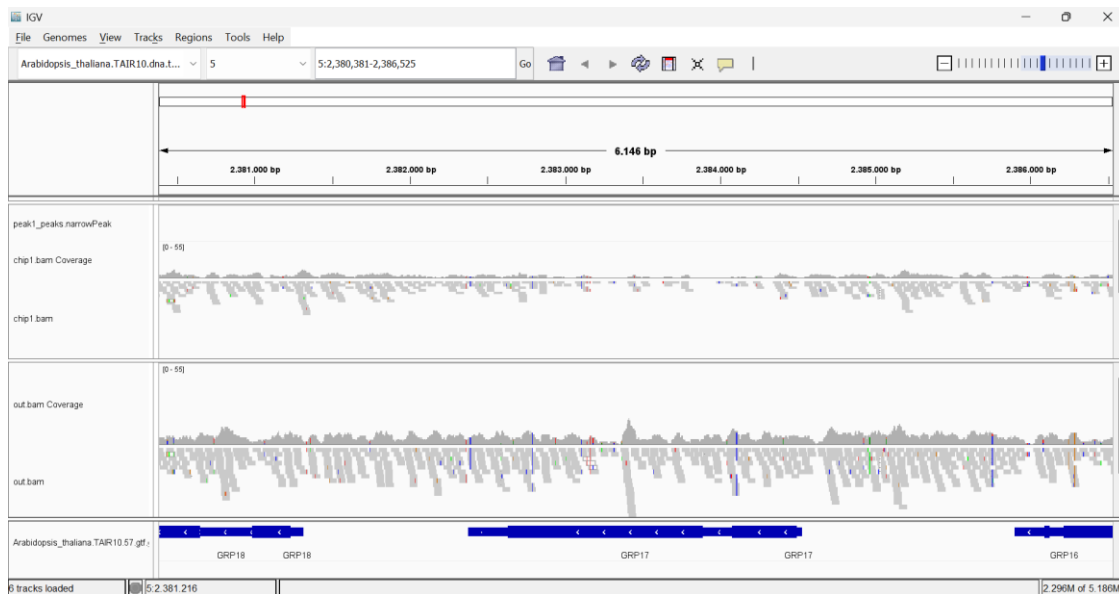 IGV
File Genomes View Tracks Regions Tools Help
Arabidopsis_thaliana.TAIR10.dna.t... 5 5:2,380,381-2,386,525 Go
6.146 bp
2.381.000 bp 2.382.000 bp 2.383.000 bp 2.384.000 bp 2.385.000 bp 2.386.000 bp
peak1_peaks.narrowPeak
[0 - 55]
chip1.bam Coverage
chip1.bam
[0 - 55]
out.bam Coverage
out.bam
Arabidopsis_thaliana.TAIR10.57.gtf.
GRP18 GRP18 GRP17 GRP17 GRP16
6 tracks loaded 5:2.381.216 2.296M of 5.186M